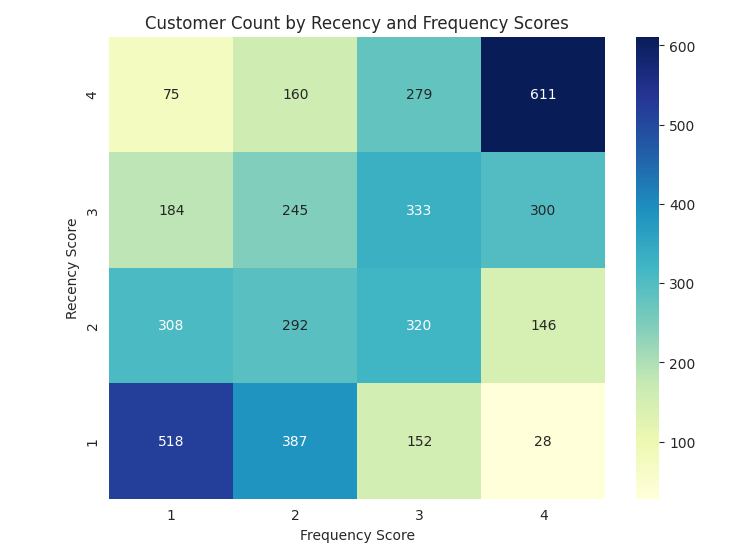 Customer Count by Recency and Frequency Scores
Recency Score
4 75 160 279 611
3 184 245 333 300
2 308 292 320 146
1 518 387 152 28
1 2 3 4
Frequency Score
600
500
400
300
200
100